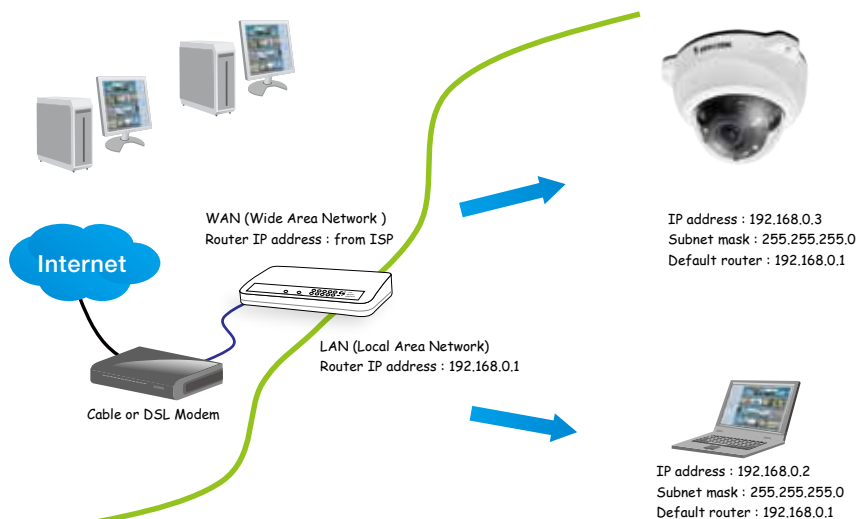 WAN (Wide Area Network )
Router IP address : from ISP
Internet
LAN (Local Area Network)
Router IP address : 192.168.0.1
Cable or DSL Modem
IP address : 192.168.0.3
Subnet mask : 255.255.255.0
Default router : 192.168.0.1
IP address : 192.168.0.2
Subnet mask : 255.255.255.0
Default router : 192.168.0.1